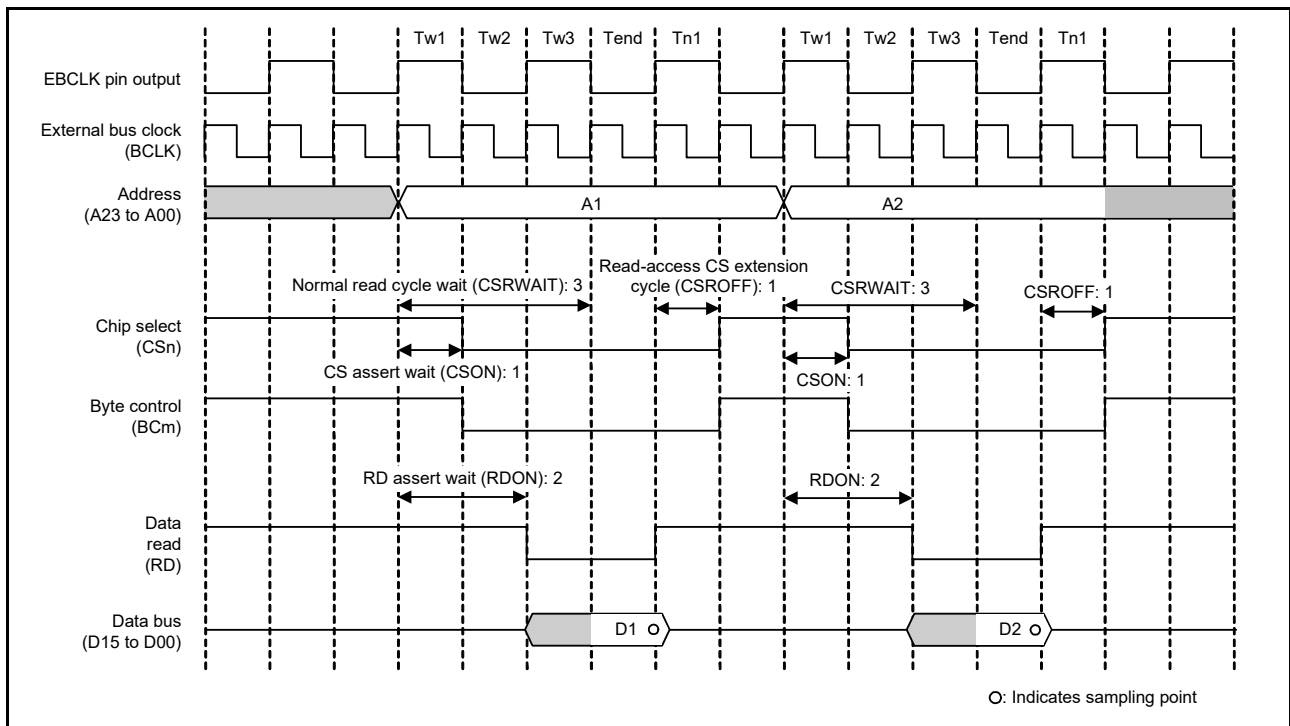 Tw1 Tw2 Tw3 Tend Tn1 Tw1 Tw2 Tw3 Tend Tn1
EBCLK pin output
External bus clock
(BCLK)
Address
(A23 to A00)
A1 A2
Read-access CS extension
cycle (CSROFF): 1
Normal read cycle wait (CSRWAIT): 3
CSRWAIT: 3
CSROFF: 1
Chip select
(CSn)
CS assert wait (CSON): 1
CSON: 1
Byte control
(BCm)
RD assert wait (RDON): 2
RDON: 2
Data
read
(RD)
Data bus
(D15 to D00)
D1 D2
O: Indicates sampling point